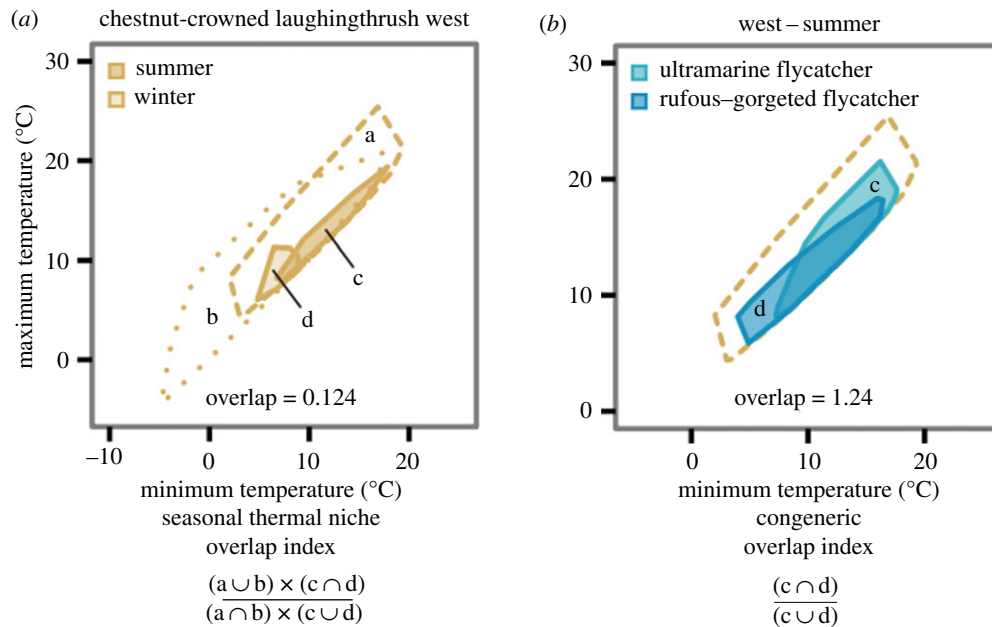 (a)
chestnut-crowned laughingthrush west
30
20
10
0
maximum temperature (°C)
summer
winter
a
b
c
d
overlap = 0.124
–10
0
10
20
minimum temperature (°C)
seasonal thermal niche
overlap index
(a ∪ b) × (c ∩ d)
(a ∩ b) × (c ∪ d)
(b)
west – summer
30
20
10
0
ultramarine flycatcher
rufous–gorgeted flycatcher
c
d
overlap = 1.24
0
10
20
minimum temperature (°C)
congeneric
overlap index
(c ∩ d)
(c ∪ d)